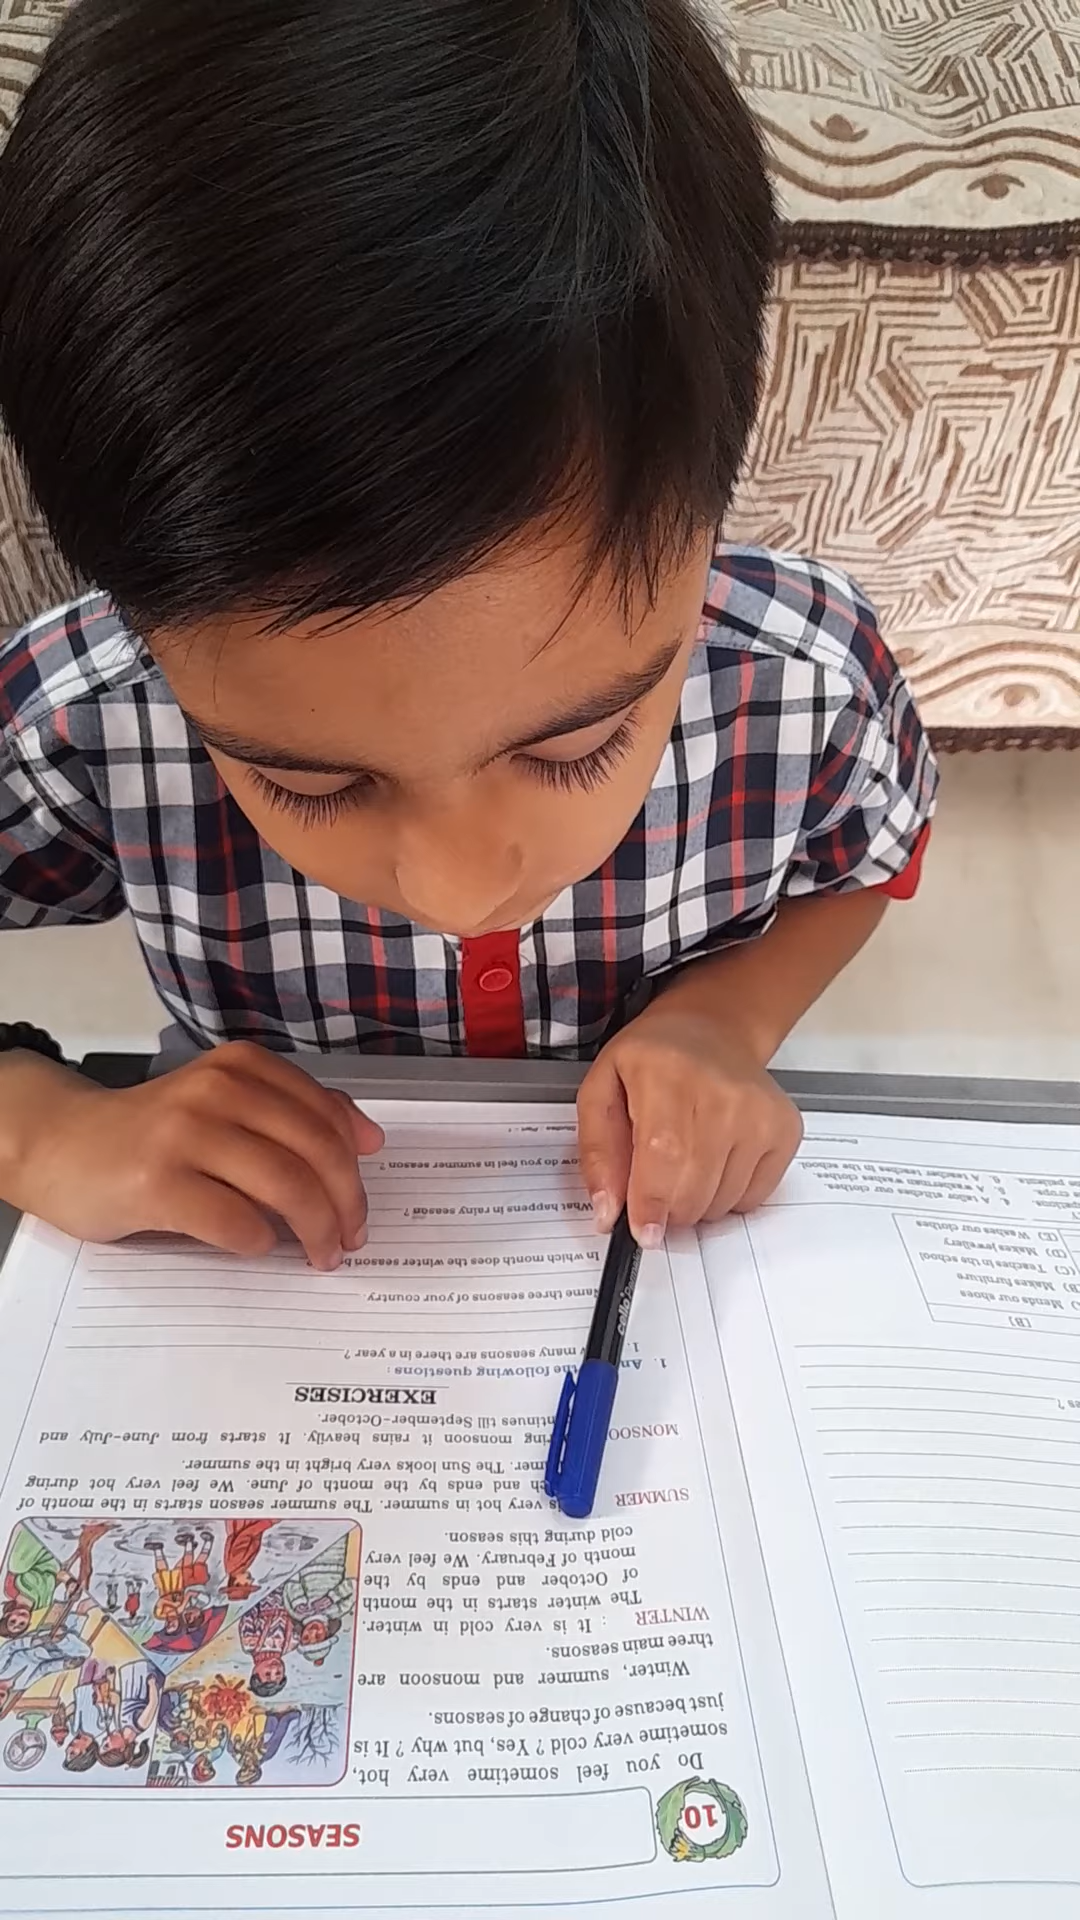 10
SEASONS
Do you feel sometime very hot,
sometime very cold ? Yes, but why ? It is
just because of change of seasons.
Winter, summer and monsoon are
three main seasons.
WINTER : It is very cold in winter.
The winter starts in the month
of October and ends by the
month of February. We feel very
cold during this season.
SUMMER is very hot in summer. The summer season starts in the month of
and ends by the month of June. We feel very hot during
The Sun looks very bright in the summer.
monsoon it rains heavily. It starts from June-July and
till September-October.
EXERCISES
1. the following questions :
1. many seasons are there in a year ?
Name three seasons of your country.
In which month does the winter season
What happens in rainy season ?
do you feel in summer season ?
Studies : Part - 1
cello
(B)
Mends our shoes
(B) Makes furniture
(C) Teaches in the school
(D) Makes jewellery
(E) Washes our clothes
4. A tailor stitches our clothes.
5. A washerman washes clothes.
6. A teacher teaches in the school.